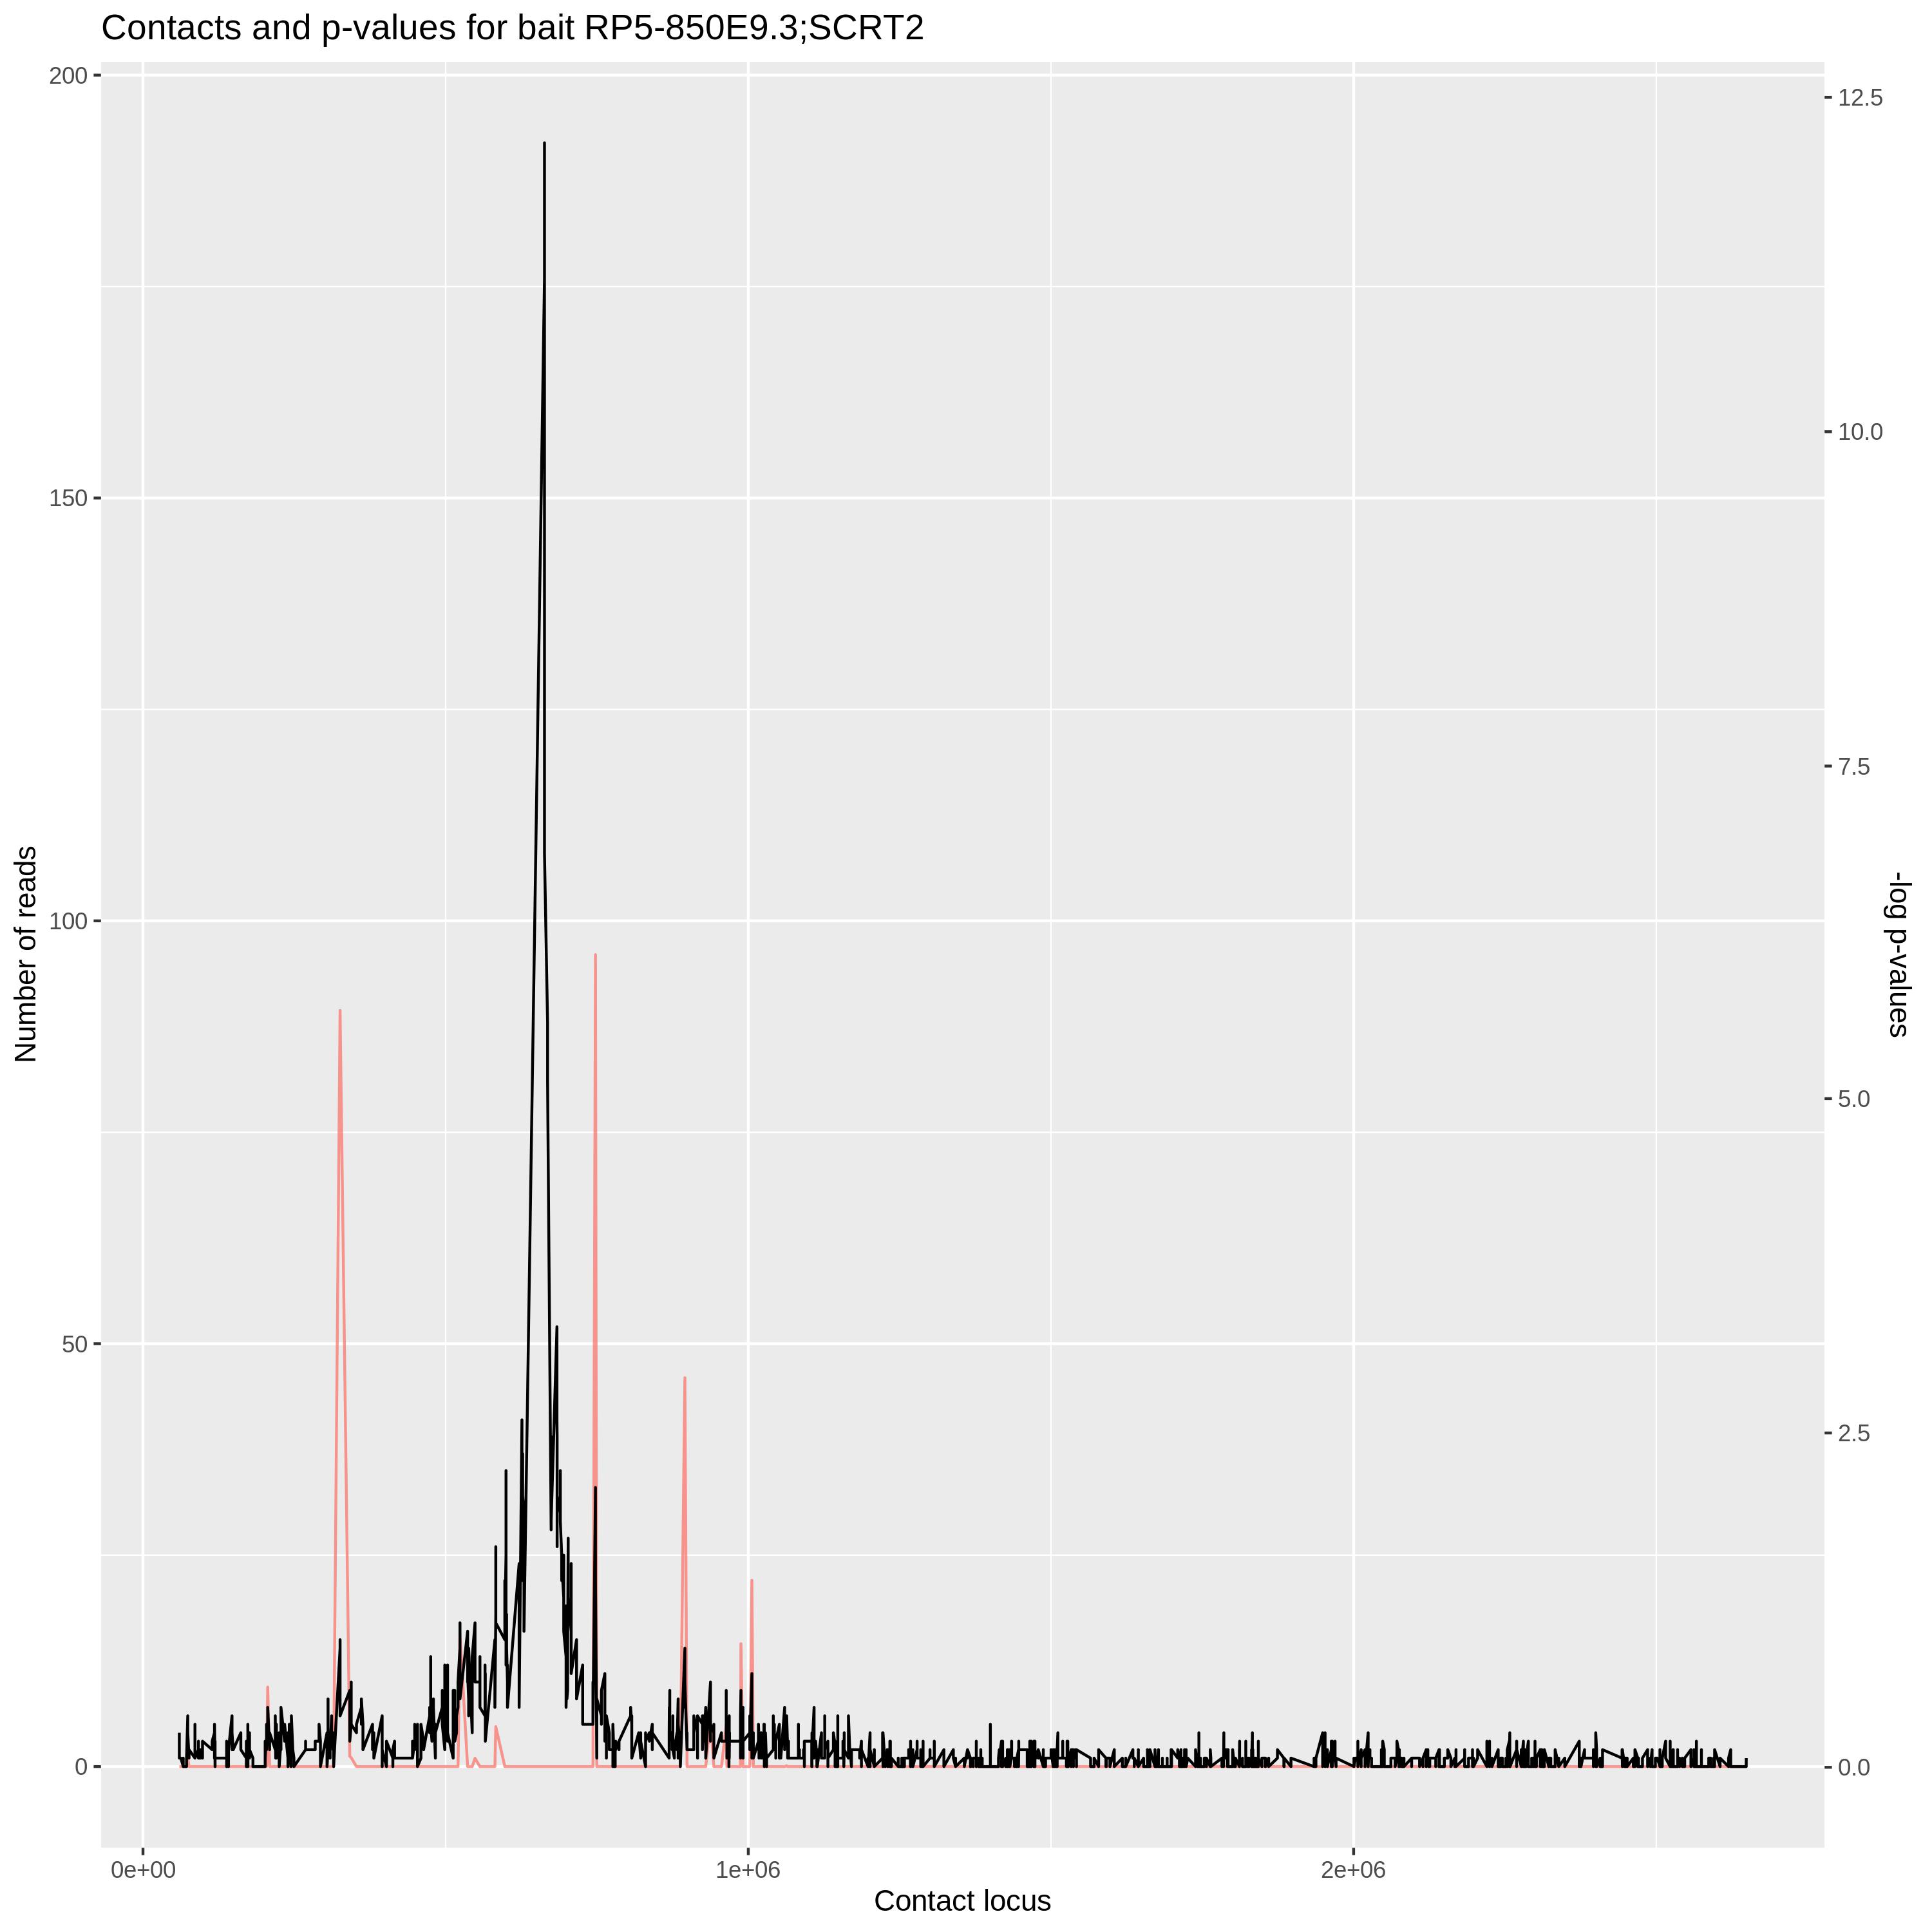 Contacts and p-values for bait RP5-850E9.3;SCRT2
200
150
100
50
0
Number of reads
12.5
10.0
7.5
5.0
2.5
0.0
-log p-values
0e+00
1e+06
2e+06
Contact locus